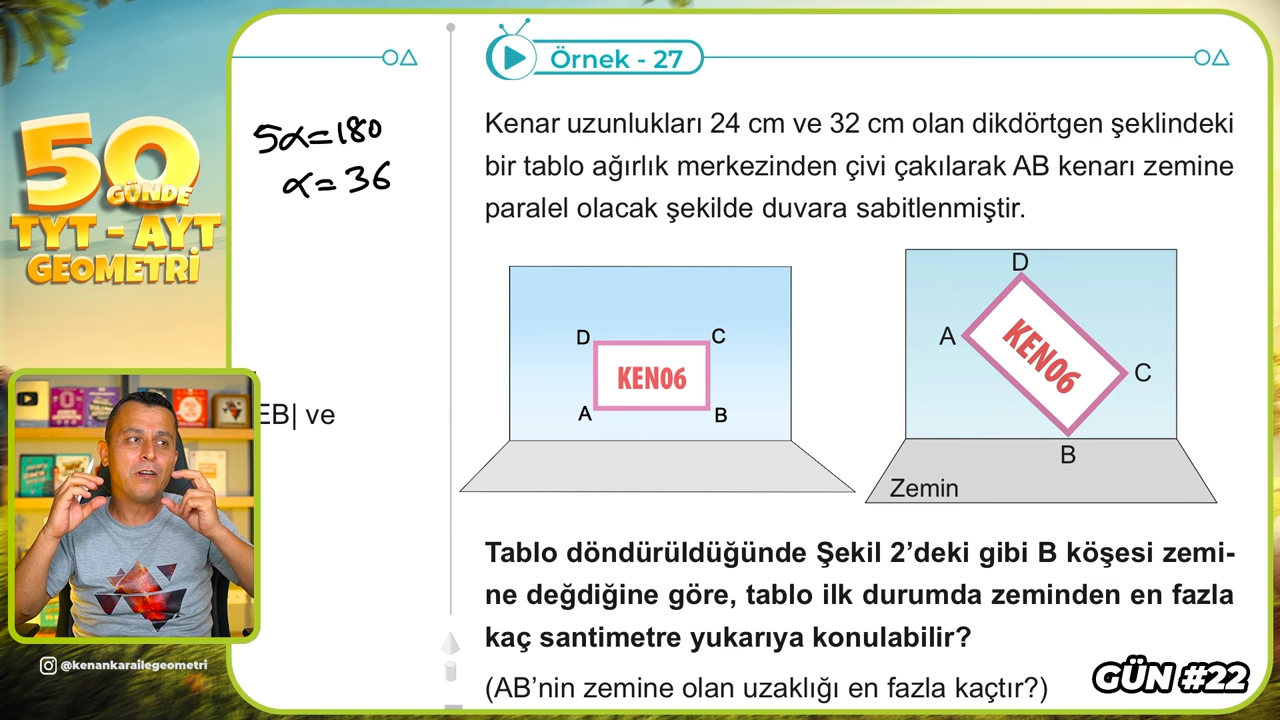 50
GÜNDE
TYT - AYT
GEOMETRİ
5α=180
α=36
EB| ve
Örnek - 27
Kenar uzunlukları 24 cm ve 32 cm olan dikdörtgen şeklindeki
bir tablo ağırlık merkezinden çivi çakılarak AB kenarı zemine
paralel olacak şekilde duvara sabitlenmiştir.
D
C
KEN06
A
B
D
A
KEN06
C
B
Zemin
Tablo döndürüldüğünde Şekil 2’deki gibi B köşesi zemi-
ne değdiğine göre, tablo ilk durumda zeminden en fazla
kaç santimetre yukarıya konulabilir?
(AB’nin zemine olan uzaklığı en fazla kaçtır?)
@kenankarailegeometri
GÜN #22